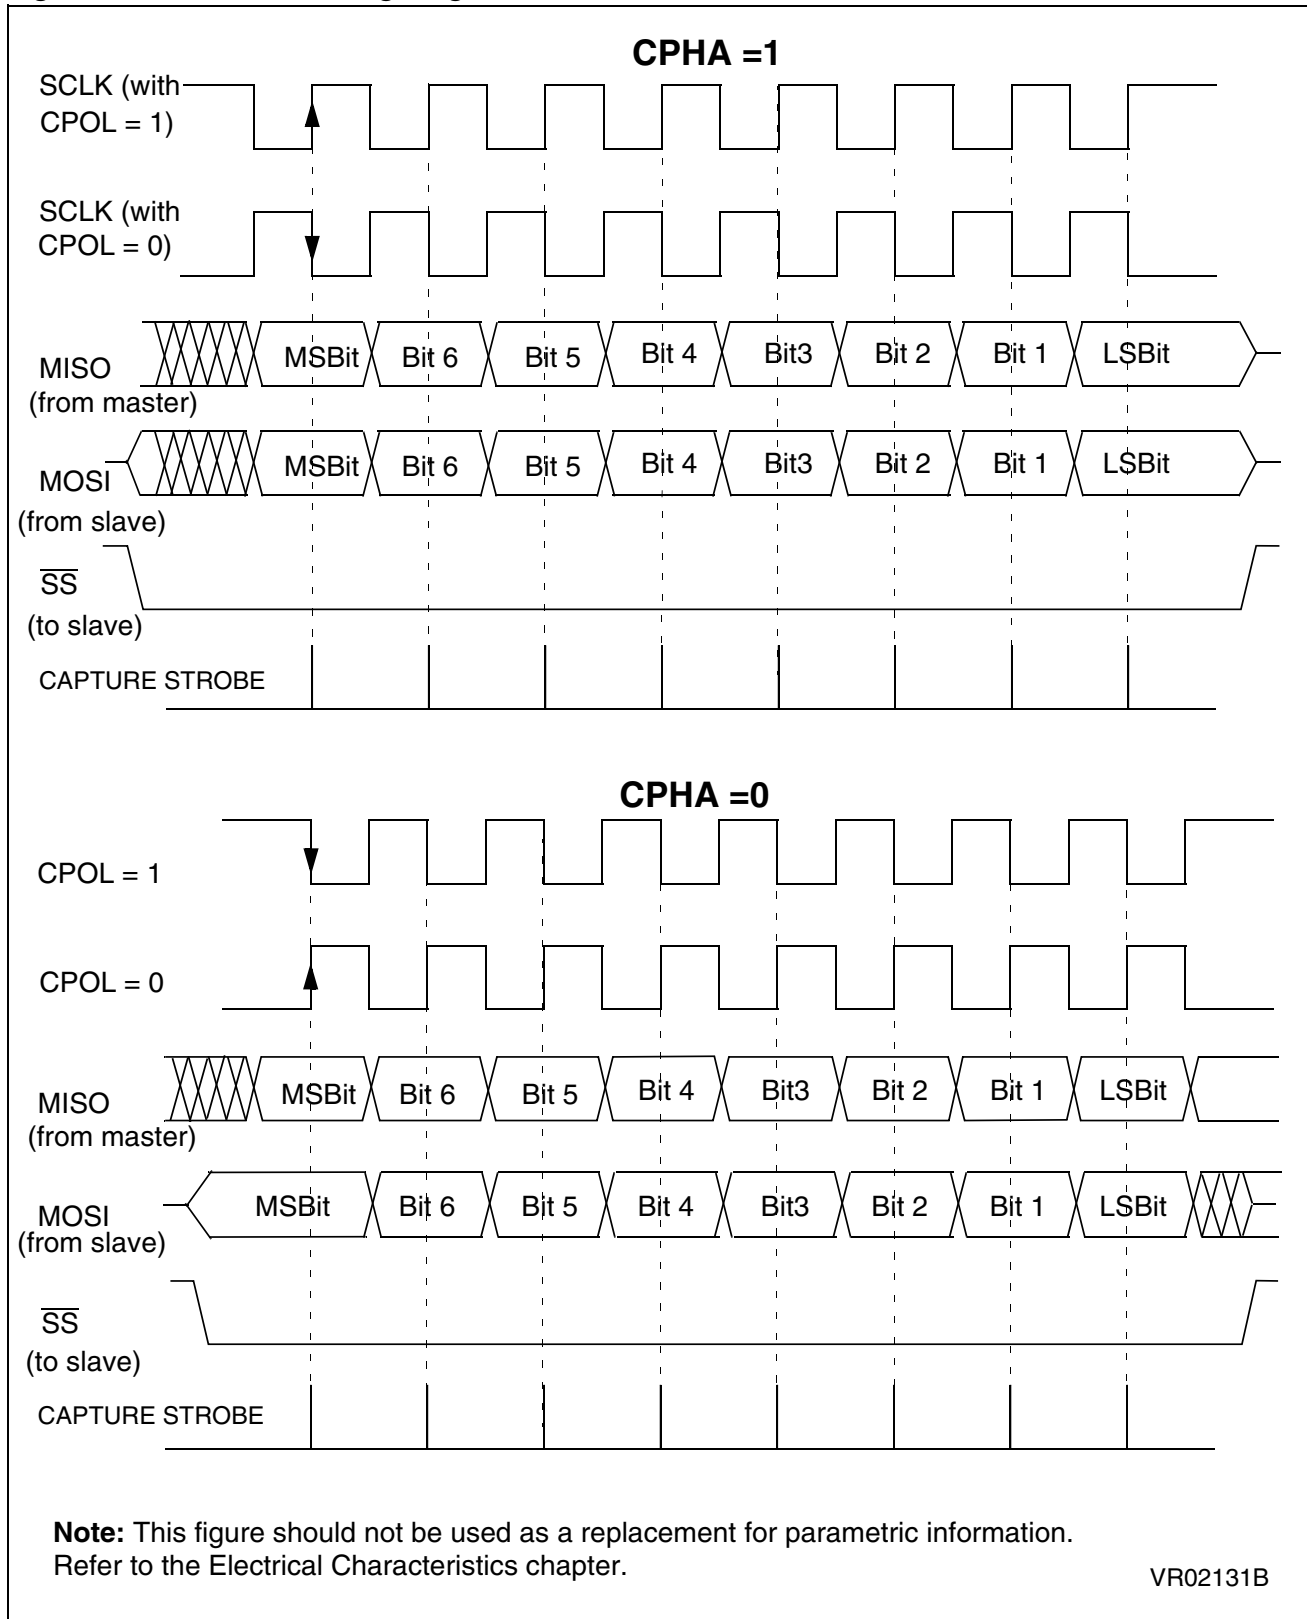 CPHA =1
SCLK (with
CPOL = 1)
SCLK (with
CPOL = 0)
MISO
(from master)
MSBit Bit 6 Bit 5 Bit 4 Bit3 Bit 2 Bit 1 LSBit
MOSI
(from slave)
MSBit Bit 6 Bit 5 Bit 4 Bit3 Bit 2 Bit 1 LSBit
SS
(to slave)
CAPTURE STROBE
CPHA =0
CPOL = 1
CPOL = 0
MISO
(from master)
MSBit Bit 6 Bit 5 Bit 4 Bit3 Bit 2 Bit 1 LSBit
MOSI
(from slave)
MSBit Bit 6 Bit 5 Bit 4 Bit3 Bit 2 Bit 1 LSBit
SS
(to slave)
CAPTURE STROBE
Note: This figure should not be used as a replacement for parametric information.
Refer to the Electrical Characteristics chapter.
VR02131B